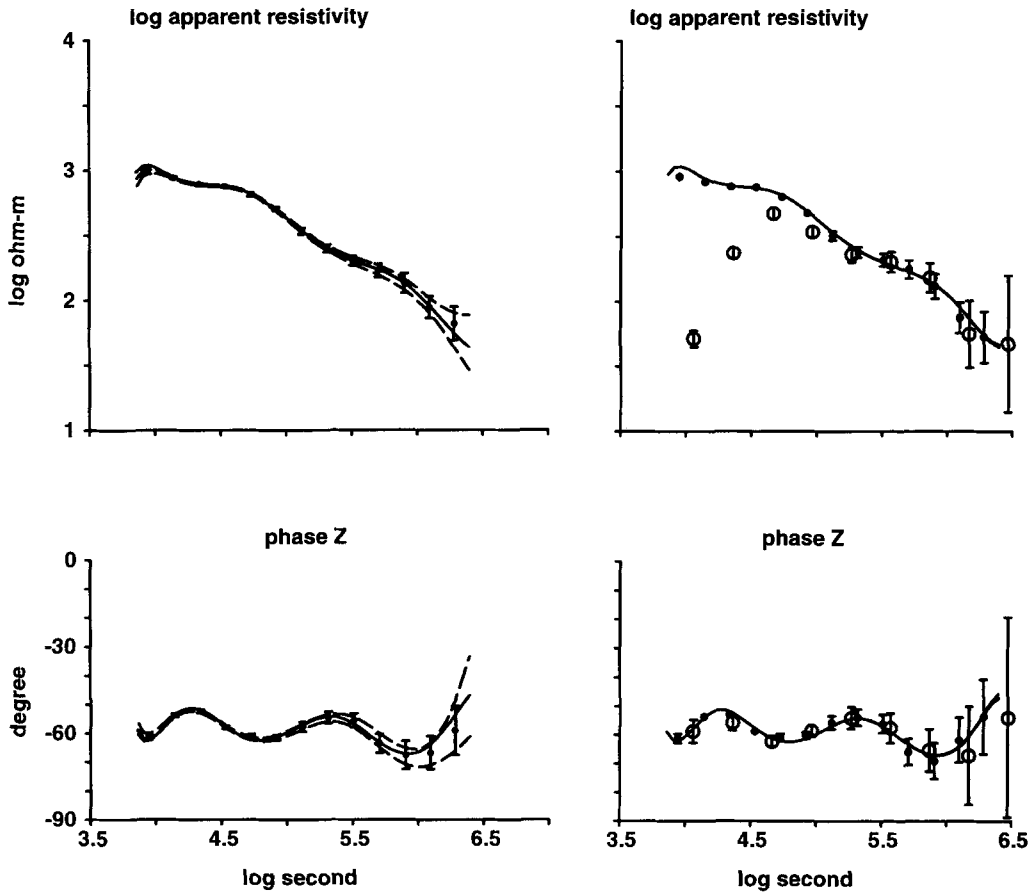 log apparent resistivity
log apparent resistivity
4
3
2
1
log ohm-m
phase Z
phase Z
0
-30
-60
-90
degree
3.5
4.5
5.5
6.5
3.5
4.5
5.5
6.5
log second
log second